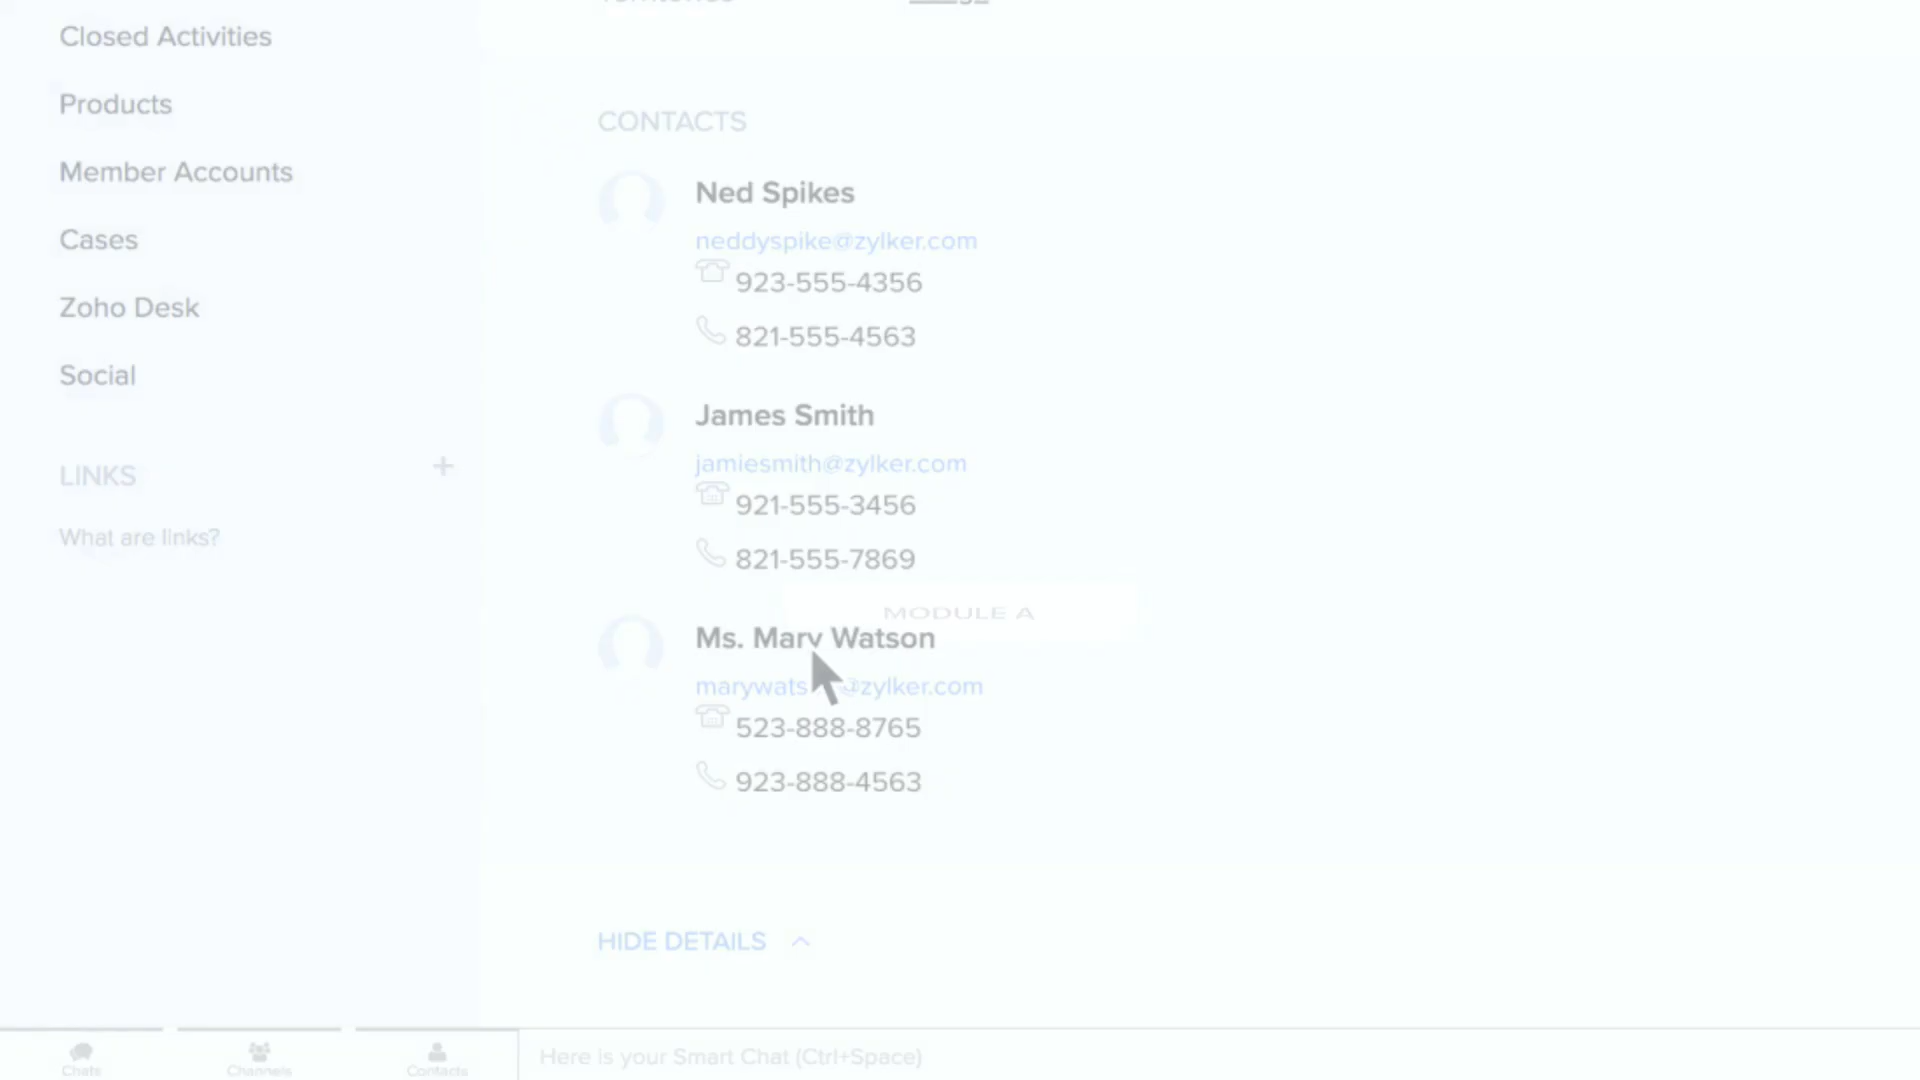 Closed Activities
Products
Member Accounts
Cases
Zoho Desk
Social
LINKS
+
What are links?
CONTACTS
Ned Spikes
neddyspike@zylker.com
923-555-4356
821-555-4563
James Smith
jamiesmith@zylker.com
921-555-3456
821-555-7869
MODULE A
Ms. Mary Watson
523-888-8765
923-888-4563
HIDE DETAILS
Chats
Channels
Contacts
Here is your Smart Chat (Ctrl+Space)